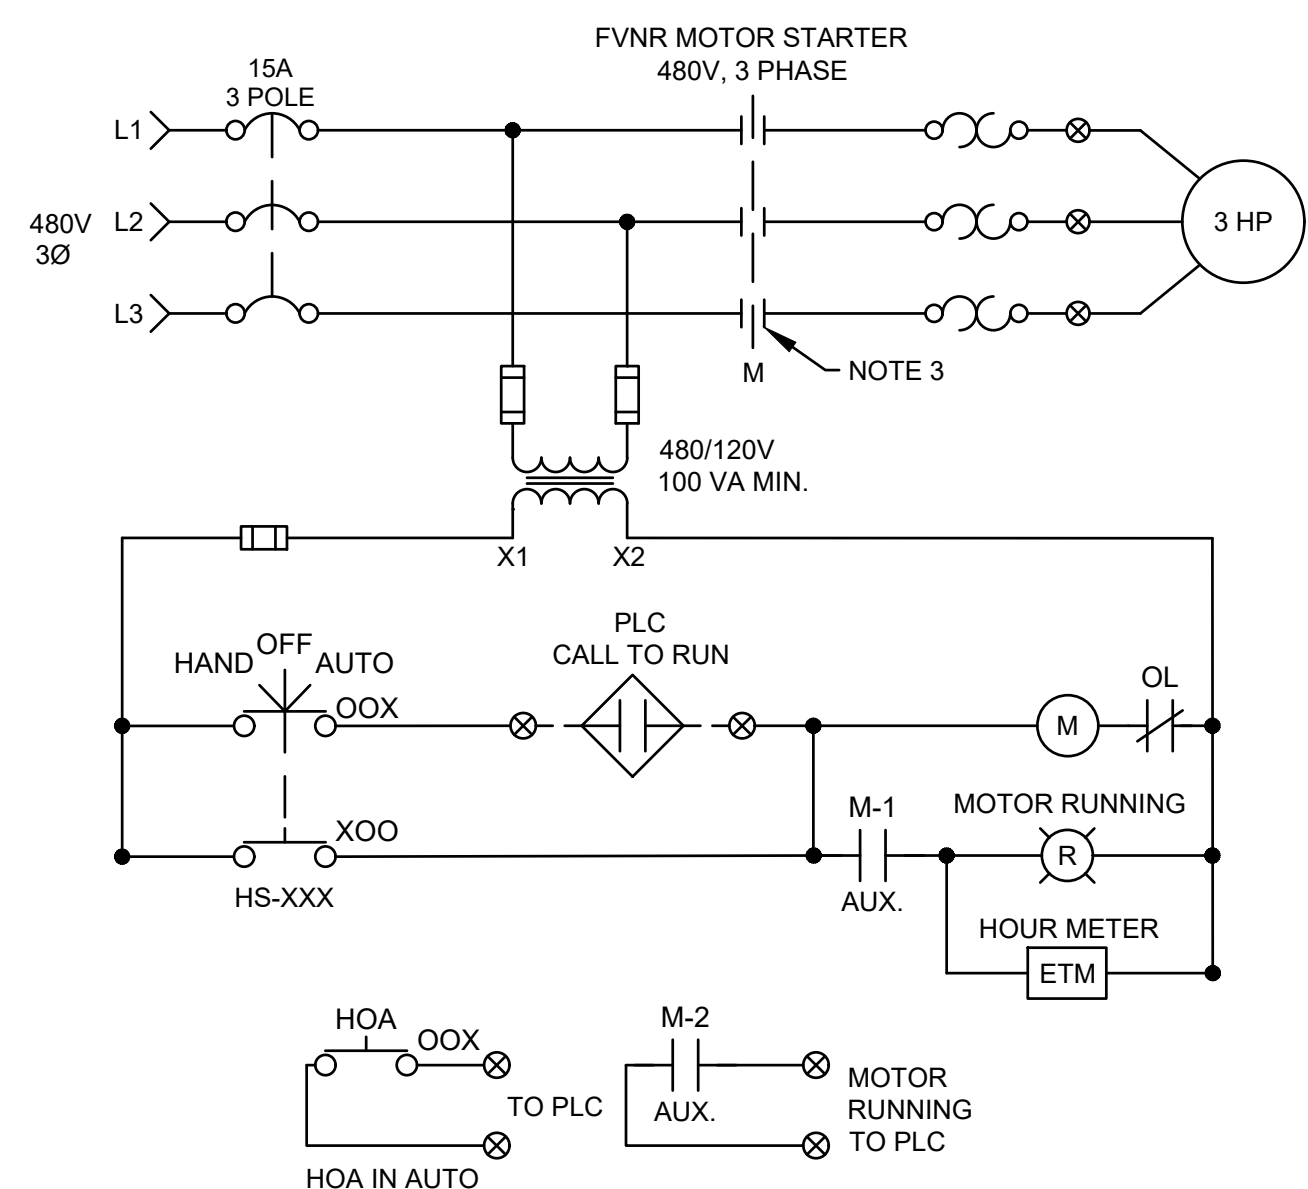 FVNR MOTOR STARTER
480V, 3 PHASE
15A
3 POLE
L1
480V
3Ø
L2
3 HP
L3
M
NOTE 3
480/120V
100 VA MIN.
X1
X2
PLC
CALL TO RUN
HAND
OFF
AUTO
OOX
M
OL
XOO
HS-XXX
M-1
AUX.
MOTOR RUNNING
R
HOUR METER
ETM
HOA
OOX
TO PLC
HOA IN AUTO
M-2
AUX.
MOTOR
RUNNING
TO PLC